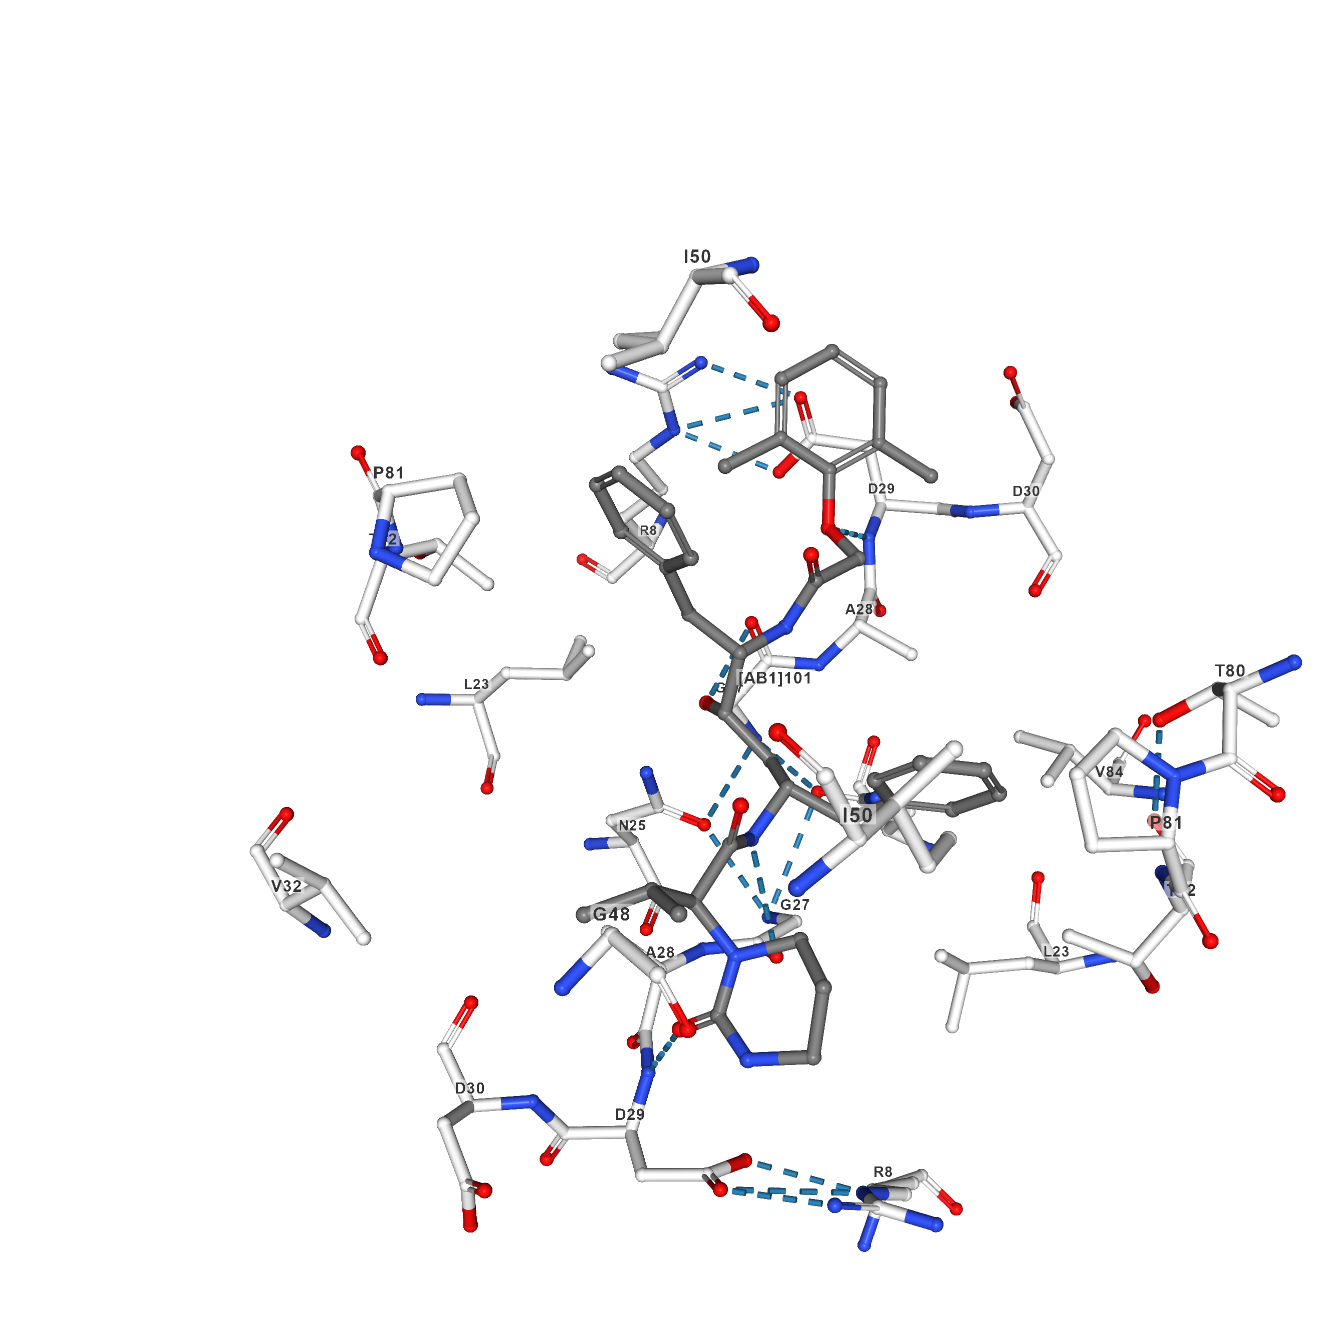 I50
P81
D29
D30
R8
A28
T80
[AB1]101
L23
V84
I50
P81
N25
V32
G27
G48
A28
L23
D30
D29
R8